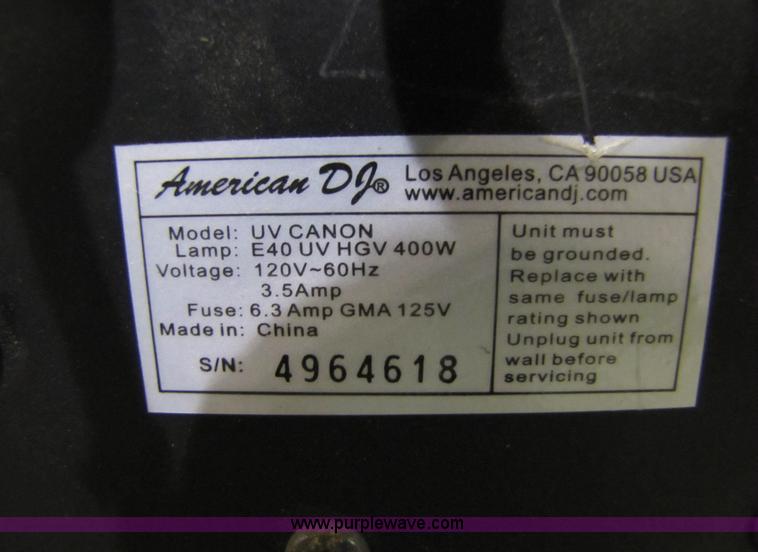 American DJ® Los Angeles, CA 90058 USA
www.americandj.com
Model: UV CANON
Lamp: E40 UV HGV 400W
Voltage: 120V~60Hz
3.5Amp
Fuse: 6.3 Amp GMA 125V
Made in: China
S/N: 4964618
Unit must
be grounded.
Replace with
same fuse/lamp
rating shown
Unplug unit from
wall before
servicing
www.purplewave.com